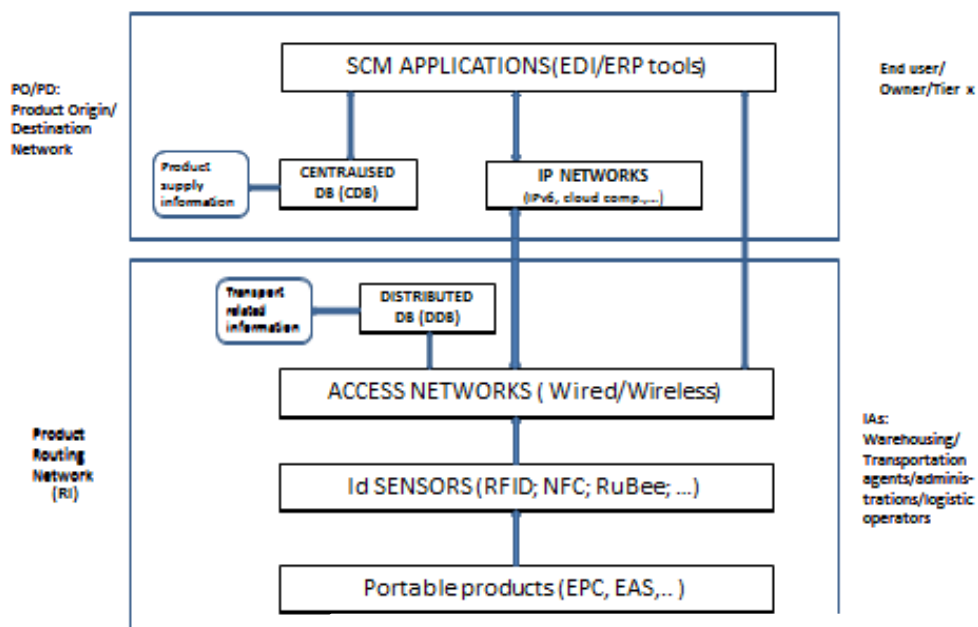 SCM APPLICATIONS(EDI/ERP tools)
PO/PD:
Product Origin/
Destination
Network
End user/
Owner/Tier x
Product
supply
information
CENTRALISED
DB (CDB)
IP NETWORKS
(IPv6, cloud comp.,...)
Transport
related
information
DISTRIBUTED
DB (DDB)
ACCESS NETWORKS ( Wired/Wireless)
Product
Routing
Network
(RI)
IAs:
Warehousing/
Transportation
agents/adminis-
trations/logistic
operators
Id SENSORS (RFID; NFC; RuBee; ...)
Portable products (EPC, EAS,.. )